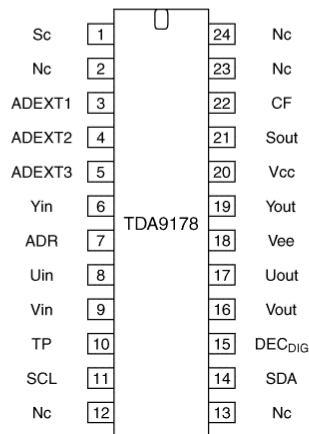 Sc 1 24 Nc
Nc 2 23 Nc
ADEXT1 3 22 CF
ADEXT2 4 21 Sout
ADEXT3 5 20 Vcc
Yin 6 19 Yout
TDA9178
ADR 7 18 Vee
Uin 8 17 Uout
Vin 9 16 Vout
TP 10 15 DECDIG
SCL 11 14 SDA
Nc 12 13 Nc